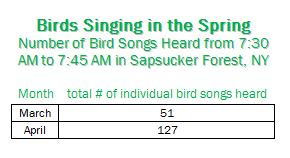 Birds Singing in the Spring
Number of Bird Songs Heard from 7:30
AM to 7:45 AM in Sapsucker Forest, NY
Month total # of individual bird songs heard
March 51
April 127